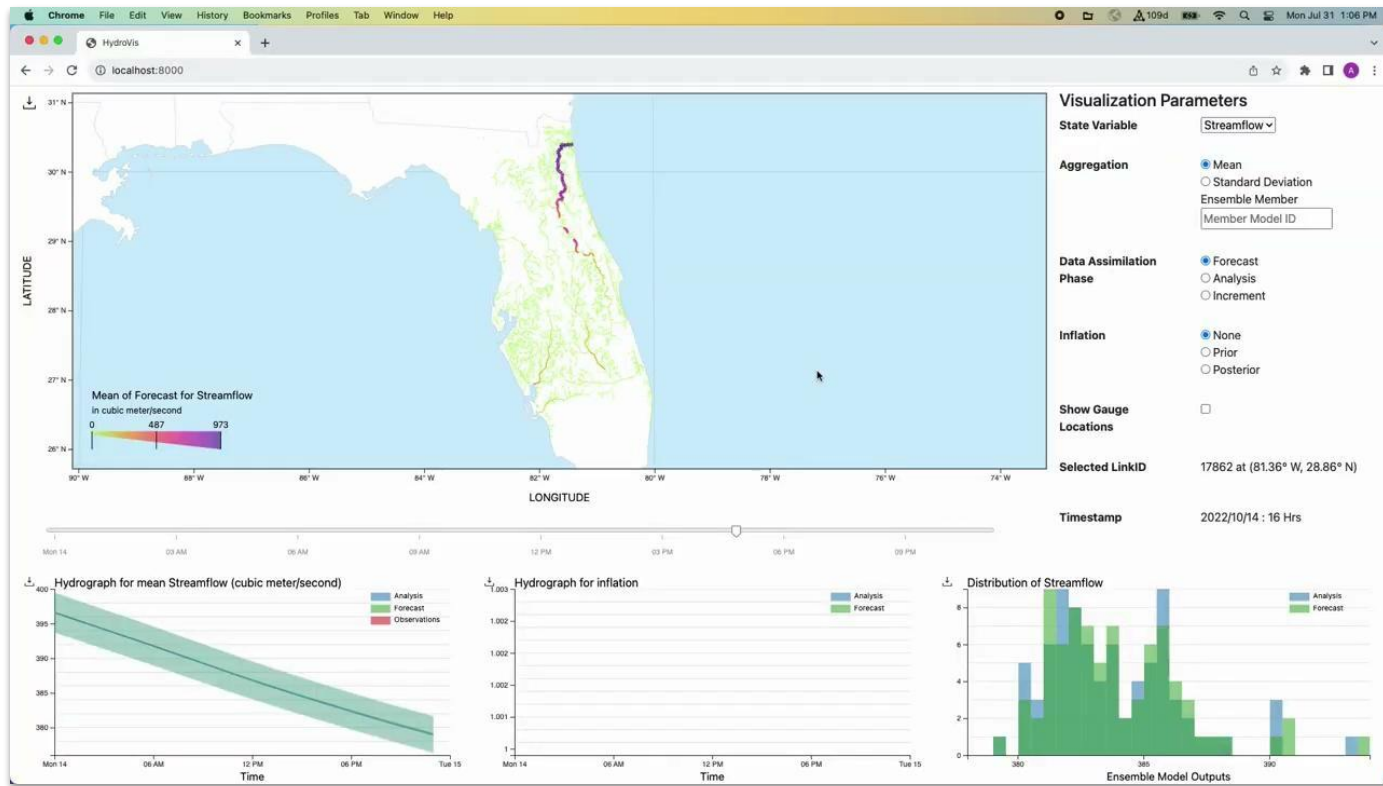 Chrome File Edit View History Bookmarks Profiles Tab Window Help
109d Mon Jul 31 1:06 PM
HydroVis
localhost:8000
A
31° N
30° N
29° N
28° N
27° N
26° N
LATITUDE
Mean of Forecast for Streamflow
in cubic meter/second
0 487 973
90° W 88° W 86° W 84° W 82° W 80° W 78° W 76° W 74° W
LONGITUDE
Visualization Parameters
State Variable Streamflow
Aggregation Mean
Standard Deviation
Ensemble Member
Member Model ID
Data Assimilation Forecast
Phase Analysis
Increment
Inflation None
Prior
Posterior
Show Gauge
Locations
Selected LinkID 17862 at (81.36° W, 28.86° N)
Timestamp 2022/10/14 : 16 Hrs
Mon 14 03 AM 06 AM 09 AM 12 PM 03 PM 06 PM 09 PM
Hydrograph for mean Streamflow (cubic meter/second)
Analysis
Forecast
Observations
400
395
390
385
380
Mon 14 06 AM 12 PM 06 PM Tue 15
Time
Hydrograph for inflation
Analysis
Forecast
1.003
1.002
1.002
1.002
1.001
1
Mon 14 06 AM 12 PM 06 PM Tue 15
Time
Distribution of Streamflow
Analysis
Forecast
8
6
4
2
0
380 385 390
Ensemble Model Outputs